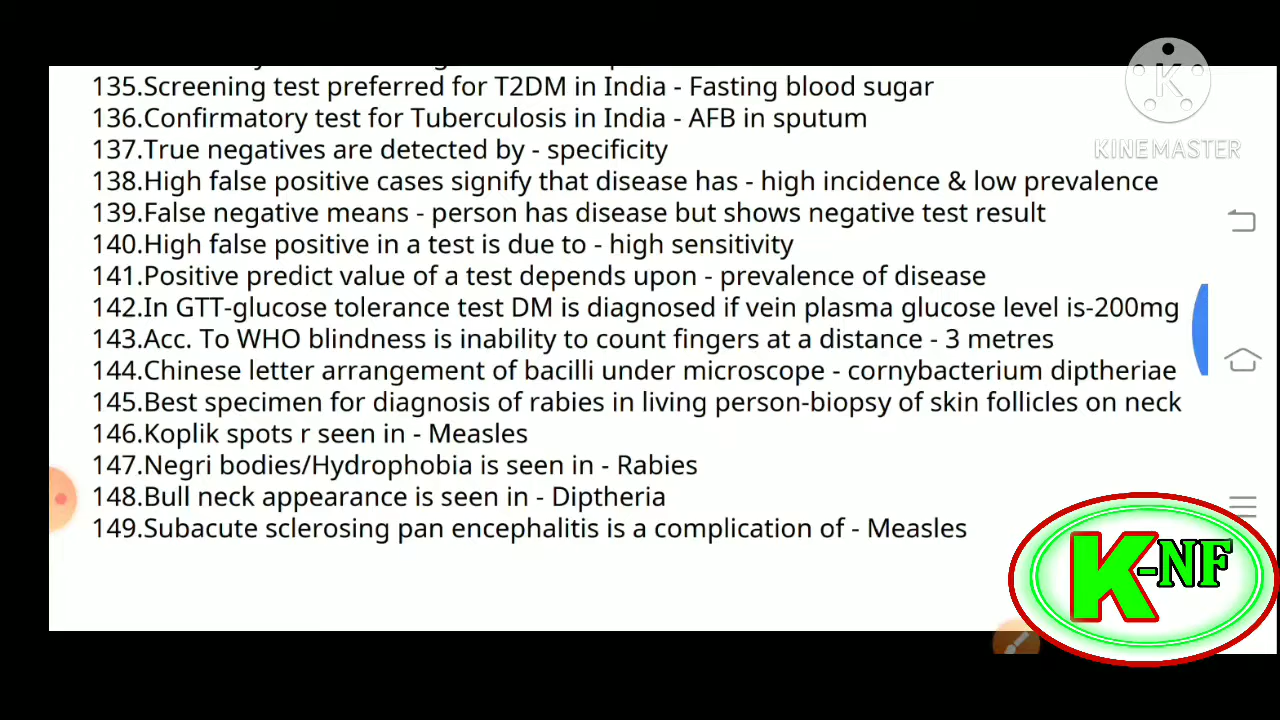 135.Screening test preferred for T2DM in India - Fasting blood sugar
136.Confirmatory test for Tuberculosis in India - AFB in sputum
137.True negatives are detected by - specificity
138.High false positive cases signify that disease has - high incidence & low prevalence
139.False negative means - person has disease but shows negative test result
140.High false positive in a test is due to - high sensitivity
141.Positive predict value of a test depends upon - prevalence of disease
142.In GTT-glucose tolerance test DM is diagnosed if vein plasma glucose level is-200mg
143.Acc. To WHO blindness is inability to count fingers at a distance - 3 metres
144.Chinese letter arrangement of bacilli under microscope - cornybacterium diptheriae
145.Best specimen for diagnosis of rabies in living person-biopsy of skin follicles on neck
146.Koplik spots r seen in - Measles
147.Negri bodies/Hydrophobia is seen in - Rabies
148.Bull neck appearance is seen in - Diptheria
149.Subacute sclerosing pan encephalitis is a complication of - Measles
K
KINEMASTER
K-NF